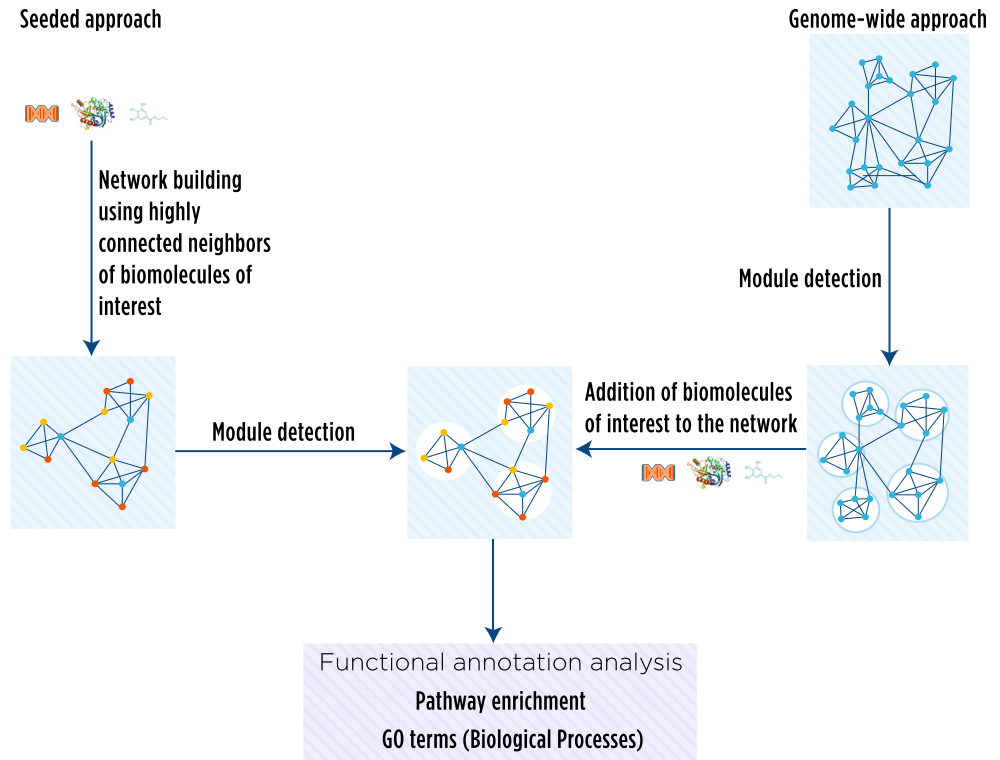 Seeded approach
Genome-wide approach
Network building
using highly
connected neighbors
of biomolecules of
interest
Module detection
Module detection
Addition of biomolecules
of interest to the network
Functional annotation analysis
Pathway enrichment
GO terms (Biological Processes)